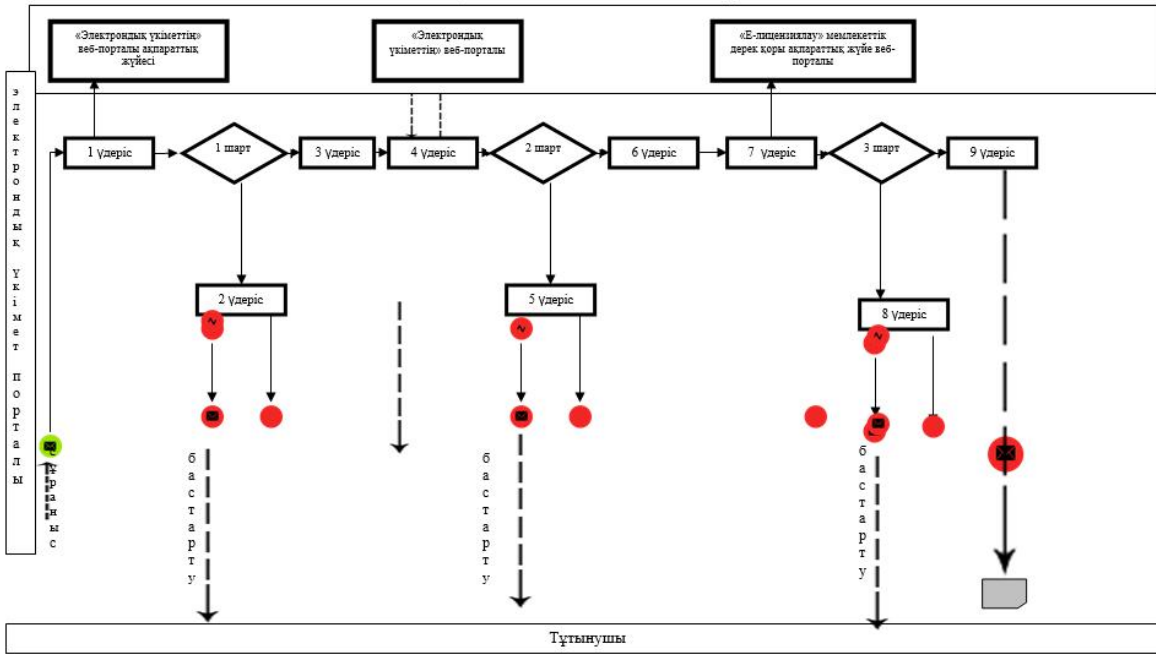 «Электрондық үкіметтің»
веб-порталы ақпараттық
жүйесі
«Электрондық
үкіметтің» веб-порталы
«Е-лицензиялау» мемлекеттік
дерек қоры ақпараттық жүйе веб-
порталы
электрондық үкімет порталы
1 үдеріс
1 шарт
3 үдеріс
4 үдеріс
2 шарт
6 үдеріс
7 үдеріс
3 шарт
9 үдеріс
2 үдеріс
5 үдеріс
8 үдеріс
сұраныс
бастарту
бастарту
бастарту
Тұтынушы